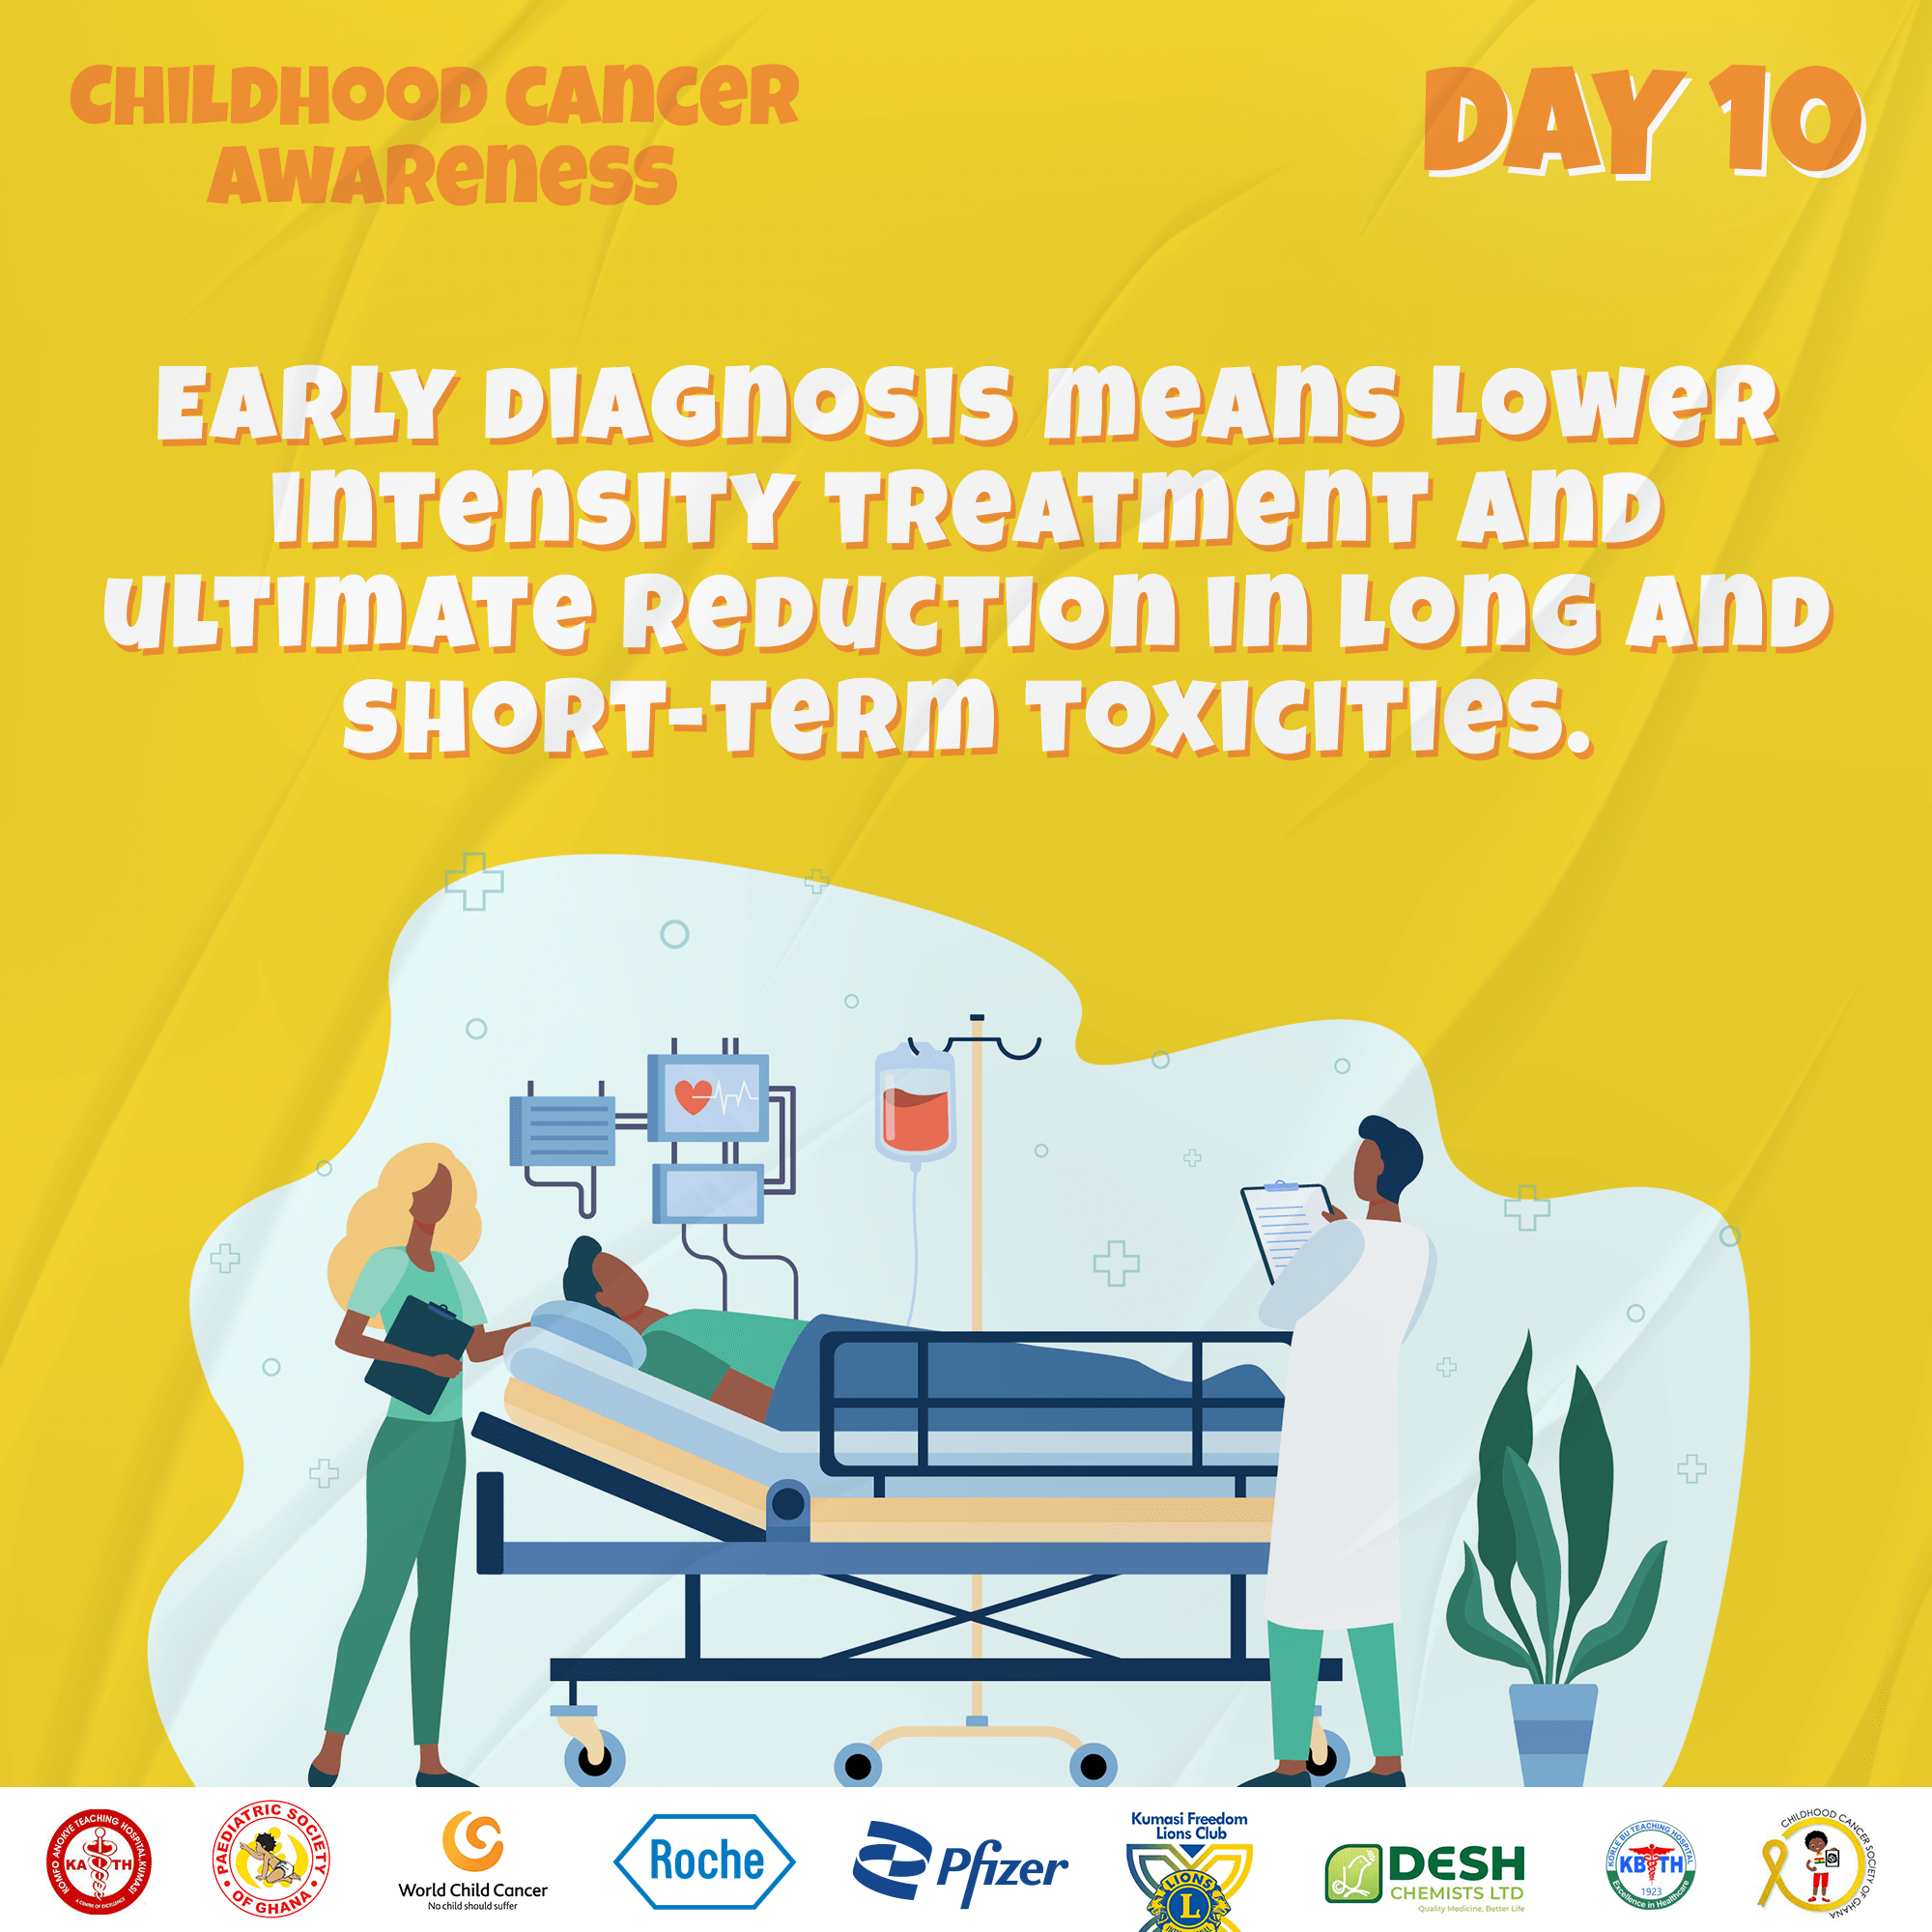 CHILDHOOD CANCER
AWARENESS
DAY 10
EARLY DIAGNOSIS MEANS LOWER
INTENSITY TREATMENT AND
ULTIMATE REDUCTION IN LONG AND
SHORT-TERM TOXICITIES.
KOMFO ANOKYE TEACHING HOSPITAL, KUMASI
KATH
A CENTRE OF EXCELLENCE
PAEDIATRIC SOCIETY
OF GHANA
World Child Cancer
No child should suffer
Roche
Pfizer
Kumasi Freedom
Lions Club
LIONS
L
DESH
CHEMISTS LTD
Quality Medicine, Better Life
KORLE BU TEACHING HOSPITAL
KBTH
1923
Excellence in Healthcare
CHILDHOOD CANCER SOCIETY OF GHANA